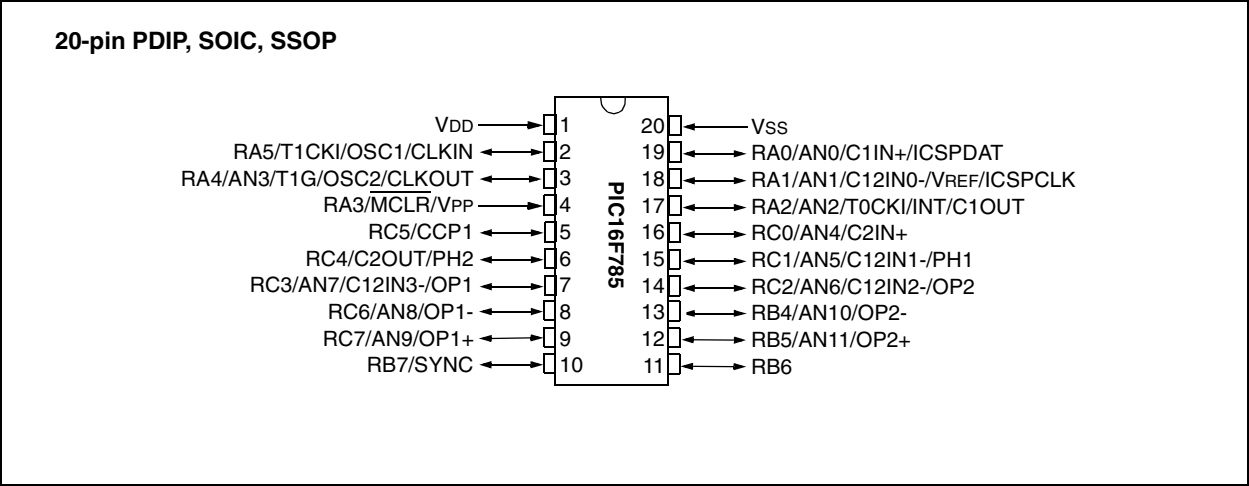 20-pin PDIP, SOIC, SSOP
VDD 1
RA5/T1CKI/OSC1/CLKIN 2
RA4/AN3/T1G/OSC2/CLKOUT 3
RA3/MCLR/VPP 4
RC5/CCP1 5
RC4/C2OUT/PH2 6
RC3/AN7/C12IN3-/OP1 7
RC6/AN8/OP1- 8
RC7/AN9/OP1+ 9
RB7/SYNC 10
PIC16F785
20 VSS
19 RA0/AN0/C1IN+/ICSPDAT
18 RA1/AN1/C12IN0-/VREF/ICSPCLK
17 RA2/AN2/T0CKI/INT/C1OUT
16 RC0/AN4/C2IN+
15 RC1/AN5/C12IN1-/PH1
14 RC2/AN6/C12IN2-/OP2
13 RB4/AN10/OP2-
12 RB5/AN11/OP2+
11 RB6